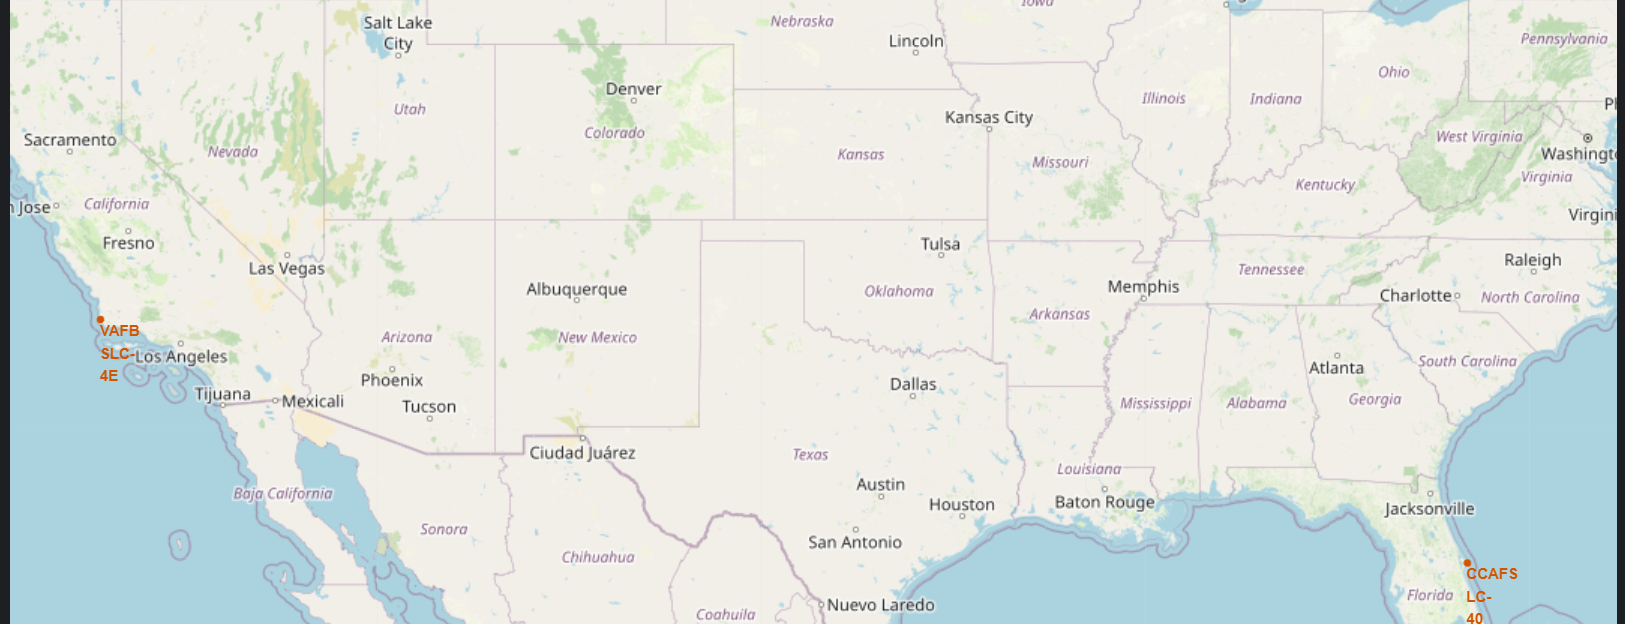 Iowa
Nebraska
Salt Lake
City
Lincoln
Pennsylvania
Ohio
Denver
Illinois
Indiana
Utah
Kansas City
Colorado
Sacramento
West Virginia
Nevada
Kansas
Missouri
Washingt
Virginia
Kentucky
California
n Jose
Virgini
Fresno
Tulsa
Las Vegas
Tennessee
Raleigh
Albuquerque
Oklahoma
Memphis
Charlotte
North Carolina
Arkansas
VAFB
SLC-
4E
Los Angeles
Arizona
New Mexico
South Carolina
Atlanta
Phoenix
Dallas
Tijuana
Mexicali
Tucson
Mississippi
Alabama
Georgia
Ciudad Juárez
Texas
Louisiana
Austin
Baja California
Houston
Baton Rouge
Jacksonville
Sonora
San Antonio
Chihuahua
CCAFS
LC-
40
Florida
Nuevo Laredo
Coahuila